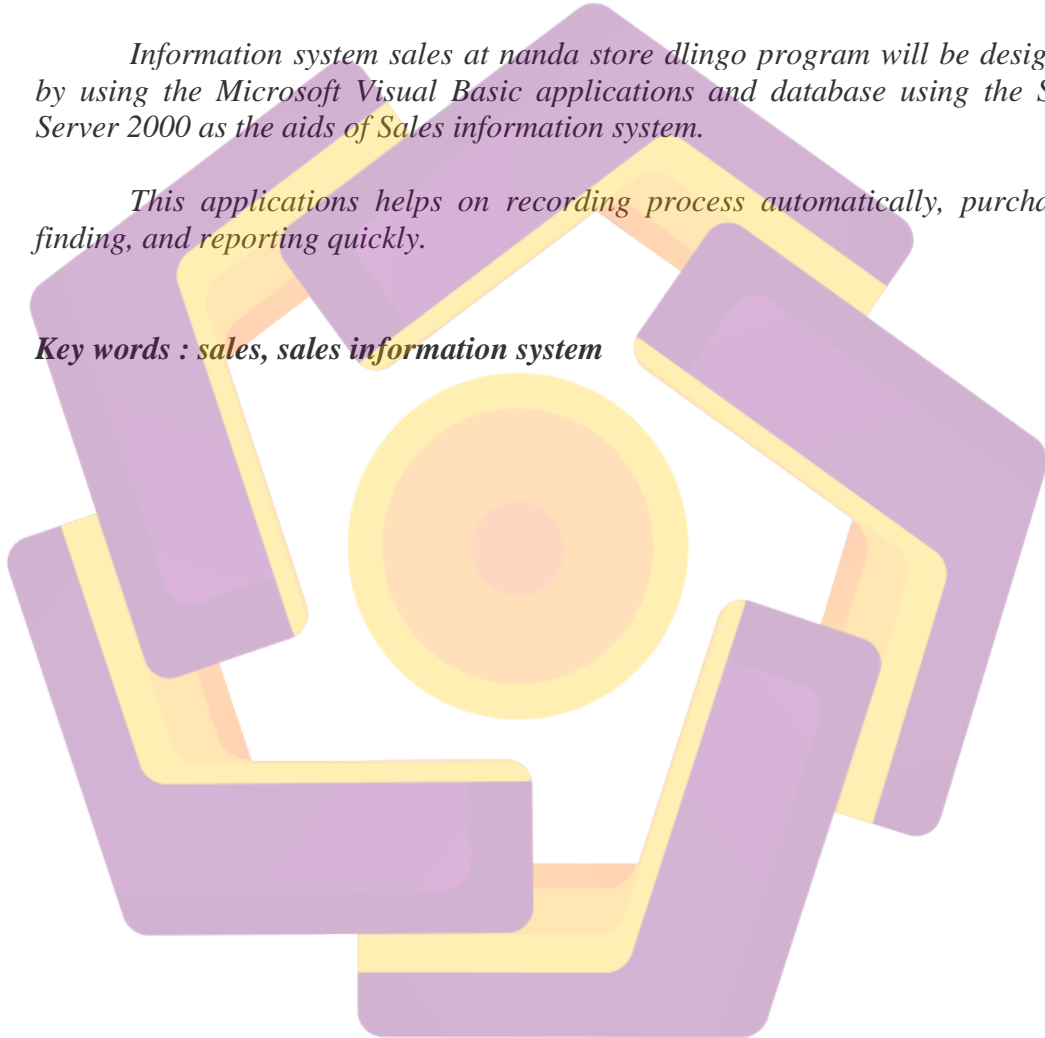 Information system sales at nanda store dlingo program will be desig
by using the Microsoft Visual Basic applications and database using the S
Server 2000 as the aids of Sales information system.
This applications helps on recording process automatically, purcha
finding, and reporting quickly.
Key words : sales, sales information system